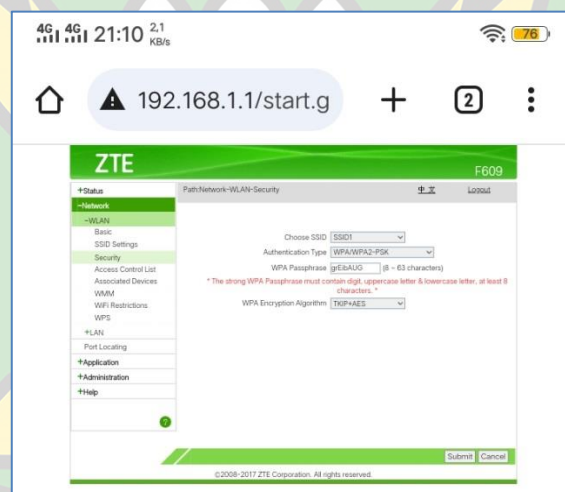 4G 4G 21:10 2,1 KB/s 76
192.168.1.1/start.g 2
ZTE
F609
+Status
Path:Network-WLAN-Security 中文 Logout
-Network
-WLAN
Basic
SSID Settings
Security
Access Control List
Associated Devices
WMM
WiFi Restrictions
WPS
+LAN
Port Locating
+Application
+Administration
+Help
?
Choose SSID SSID1
Authentication Type WPA/WPA2-PSK
WPA Passphrase grEibAUG (8 ~ 63 characters)
* The strong WPA Passphrase must contain digit, uppercase letter & lowercase letter, at least 8
characters. *
WPA Encryption Algorithm TKIP+AES
Submit Cancel
©2008-2017 ZTE Corporation. All rights reserved.